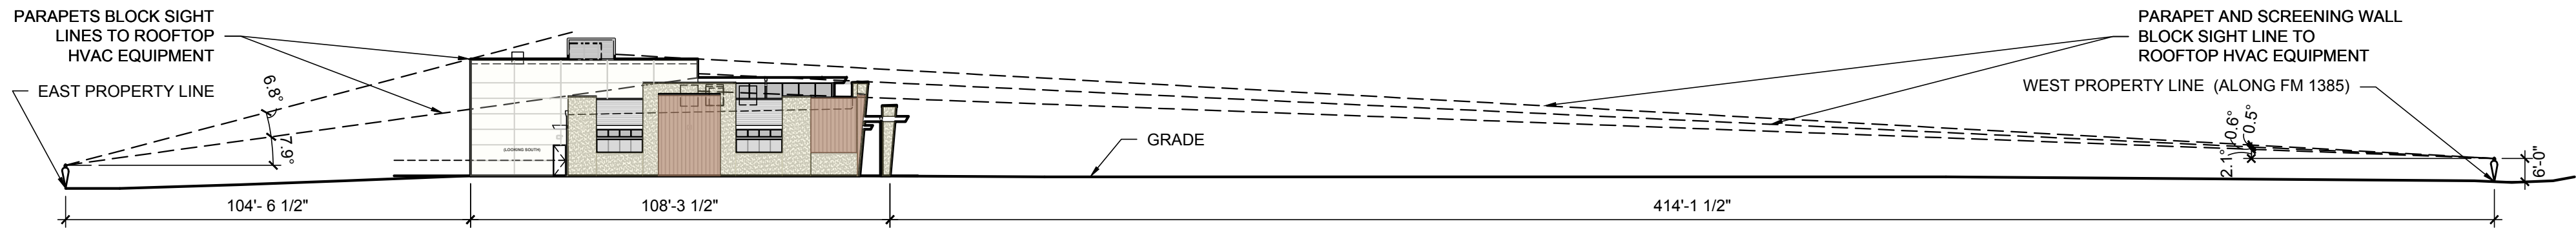 PARAPETS BLOCK SIGHT
LINES TO ROOFTOP
HVAC EQUIPMENT
EAST PROPERTY LINE
6.8°
7.9°
(LOOKING SOUTH)
GRADE
PARAPET AND SCREENING WALL
BLOCK SIGHT LINE TO
ROOFTOP HVAC EQUIPMENT
WEST PROPERTY LINE (ALONG FM 1385)
2.1°
0.6°
0.5°
6'-0"
104'- 6 1/2"
108'-3 1/2"
414'-1 1/2"